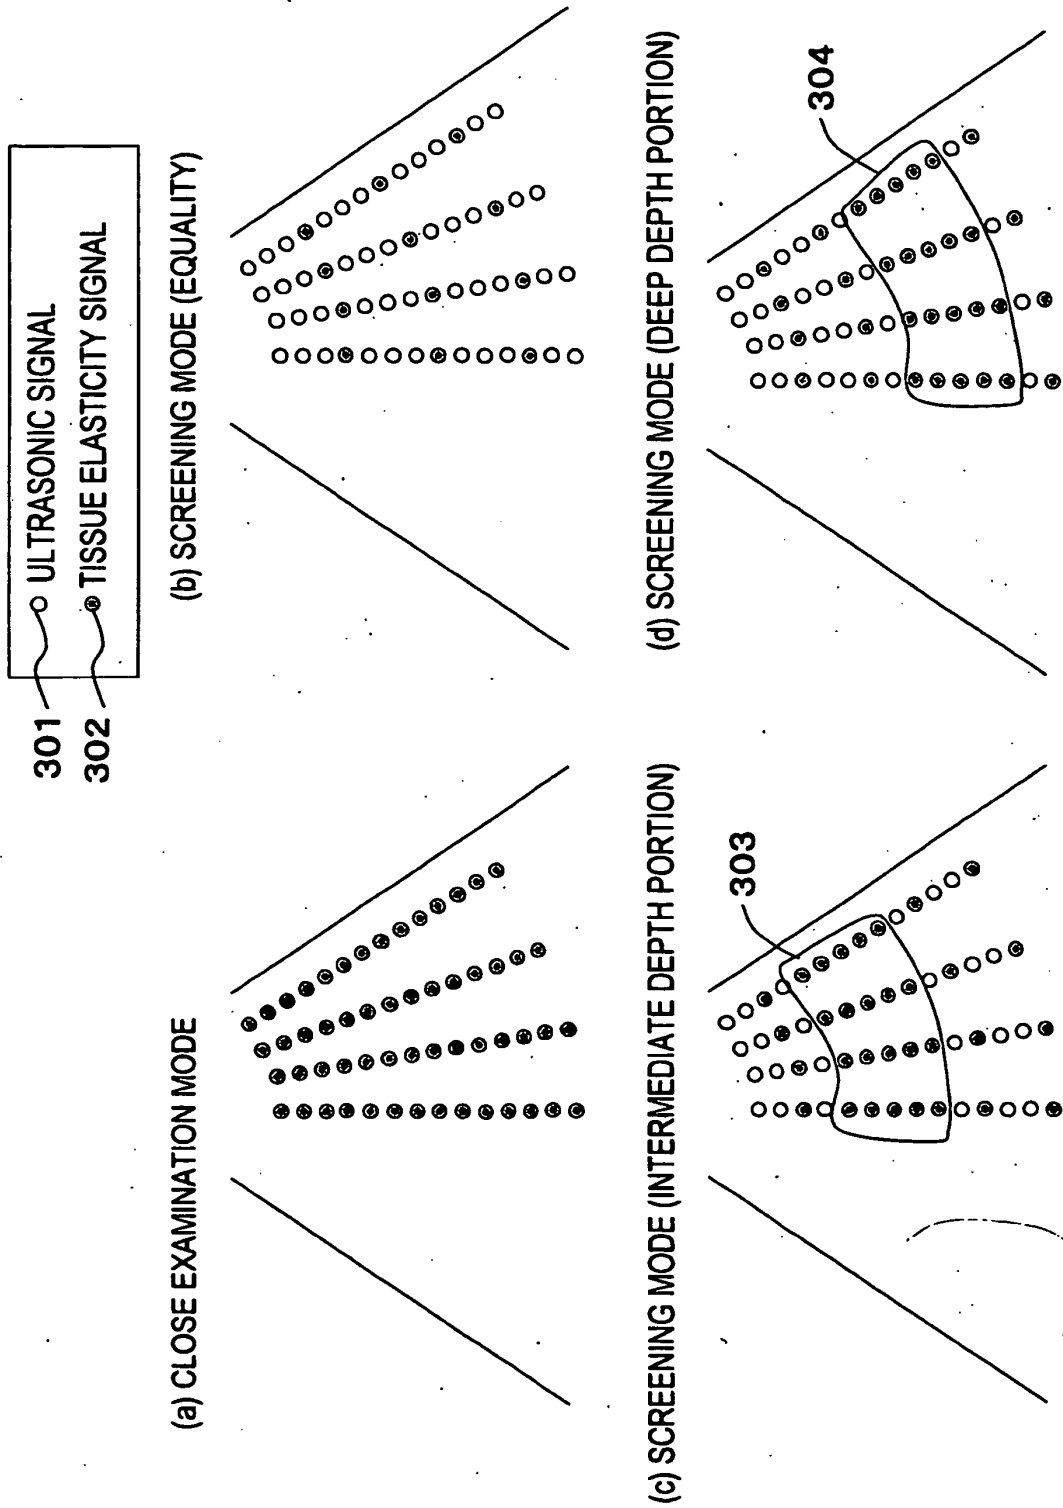 301 ULTRASONIC SIGNAL
302 TISSUE ELASTICITY SIGNAL
(a) CLOSE EXAMINATION MODE
(b) SCREENING MODE (EQUALITY)
(c) SCREENING MODE (INTERMEDIATE DEPTH PORTION)
303
(d) SCREENING MODE (DEEP DEPTH PORTION)
304